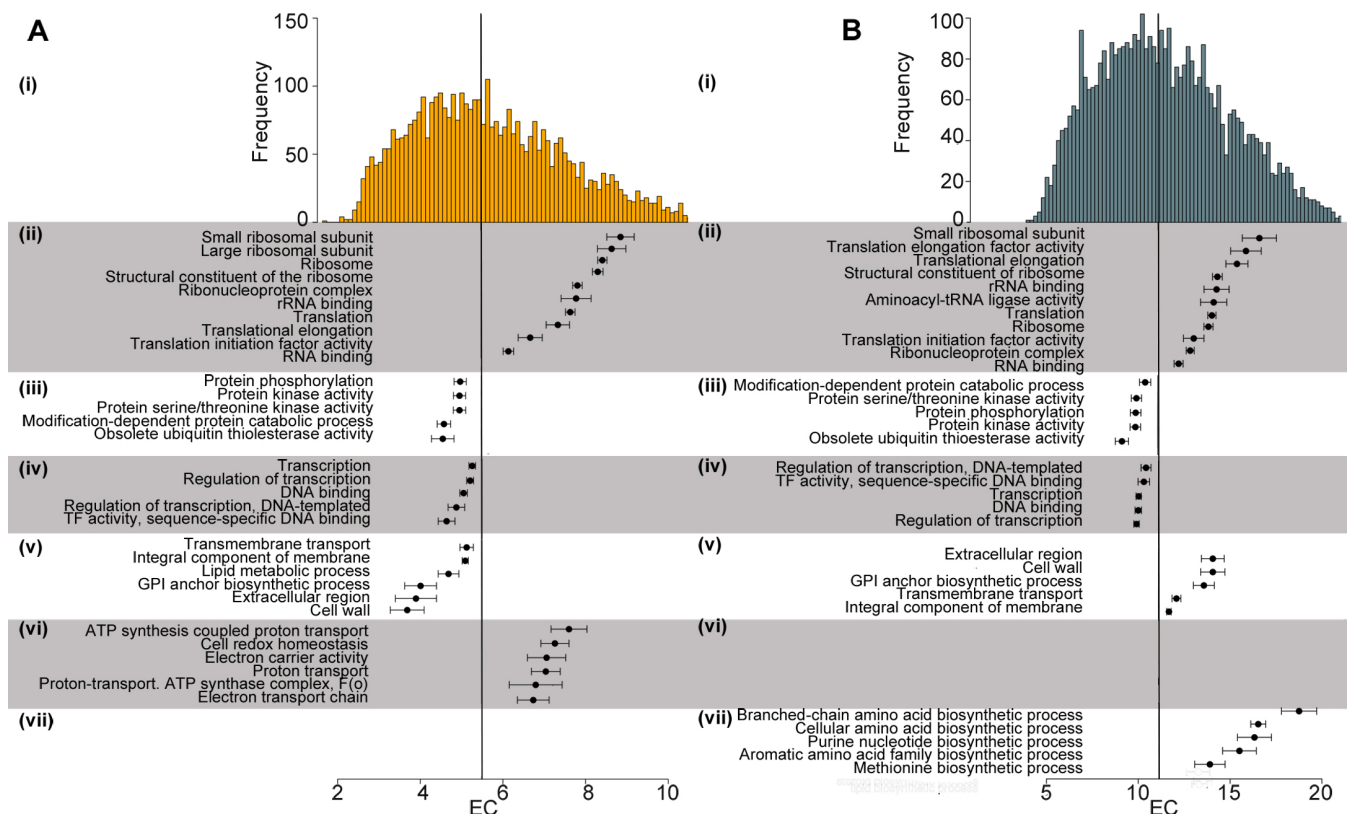 A
(i)
Frequency
150
100
50
0
(ii)
Small ribosomal subunit
Large ribosomal subunit
Ribosome
Structural constituent of the ribosome
Ribonucleoprotein complex
rRNA binding
Translation
Translational elongation
Translation initiation factor activity
RNA binding
(iii)
Protein phosphorylation
Protein kinase activity
Protein serine/threonine kinase activity
Modification-dependent protein catabolic process
Obsolete ubiquitin thiolesterase activity
(iv)
Transcription
Regulation of transcription
DNA binding
Regulation of transcription, DNA-templated
TF activity, sequence-specific DNA binding
(v)
Transmembrane transport
Integral component of membrane
Lipid metabolic process
GPI anchor biosynthetic process
Extracellular region
Cell wall
(vi)
ATP synthesis coupled proton transport
Cell redox homeostasis
Electron carrier activity
Proton transport
Proton-transport. ATP synthase complex, F(o)
Electron transport chain
(vii)
2 4 6 8 10
EC
B
(i)
Frequency
100
80
60
40
20
0
(ii)
Small ribosomal subunit
Translation elongation factor activity
Translational elongation
Structural constituent of ribosome
rRNA binding
Aminoacyl-tRNA ligase activity
Translation
Ribosome
Translation initiation factor activity
Ribonucleoprotein complex
RNA binding
(iii)
Modification-dependent protein catabolic process
Protein serine/threonine kinase activity
Protein phosphorylation
Protein kinase activity
Obsolete ubiquitin thioesterase activity
(iv)
Regulation of transcription, DNA-templated
TF activity, sequence-specific DNA binding
Transcription
DNA binding
Regulation of transcription
(v)
Extracellular region
Cell wall
GPI anchor biosynthetic process
Transmembrane transport
Integral component of membrane
(vi)
(vii)
Branched-chain amino acid biosynthetic process
Cellular amino acid biosynthetic process
Purine nucleotide biosynthetic process
Aromatic amino acid family biosynthetic process
Methionine biosynthetic process
lipid biosynthetic process
5 10 15 20
EC